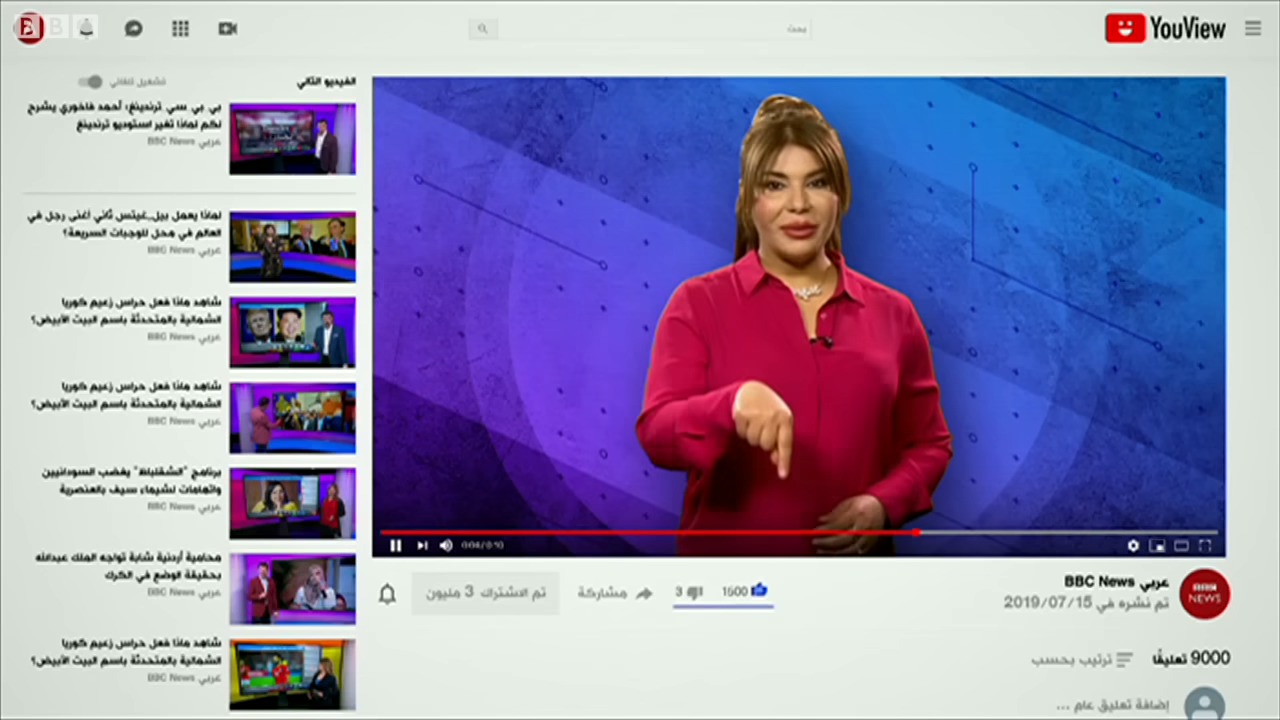 YouView
بحث
BBC
الفيديو التالي
تشغيل تلقائي
بي بي سي ترندينغ: أحمد فاخوري يشرح
لكم لماذا تغير استوديو ترندينغ
عربي BBC News
لماذا يعمل بيل غيتس ثاني أغنى رجل في
العالم في محل للوجبات السريعة؟
عربي BBC News
شاهد ماذا فعل حراس زعيم كوريا
الشمالية بالمتحدثة باسم البيت الأبيض؟
عربي BBC News
شاهد ماذا فعل حراس زعيم كوريا
الشمالية بالمتحدثة باسم البيت الأبيض؟
عربي BBC News
برنامج "الشقلباظ" يغضب السودانيين
واتهامات لشيماء سيف بالعنصرية
عربي BBC News
محامية أردنية شابة تواجه الملك عبدالله
بحقيقة الوضع في الكرك
عربي BBC News
شاهد ماذا فعل حراس زعيم كوريا
الشمالية بالمتحدثة باسم البيت الأبيض؟
عربي BBC News
BBC
NEWS
عربي BBC News
تم نشره في 2019/07/15
1500
3
مشاركة
تم الاشتراك 3 مليون
9000 تعليقًا
ترتيب بحسب
إضافة تعليق عام ...